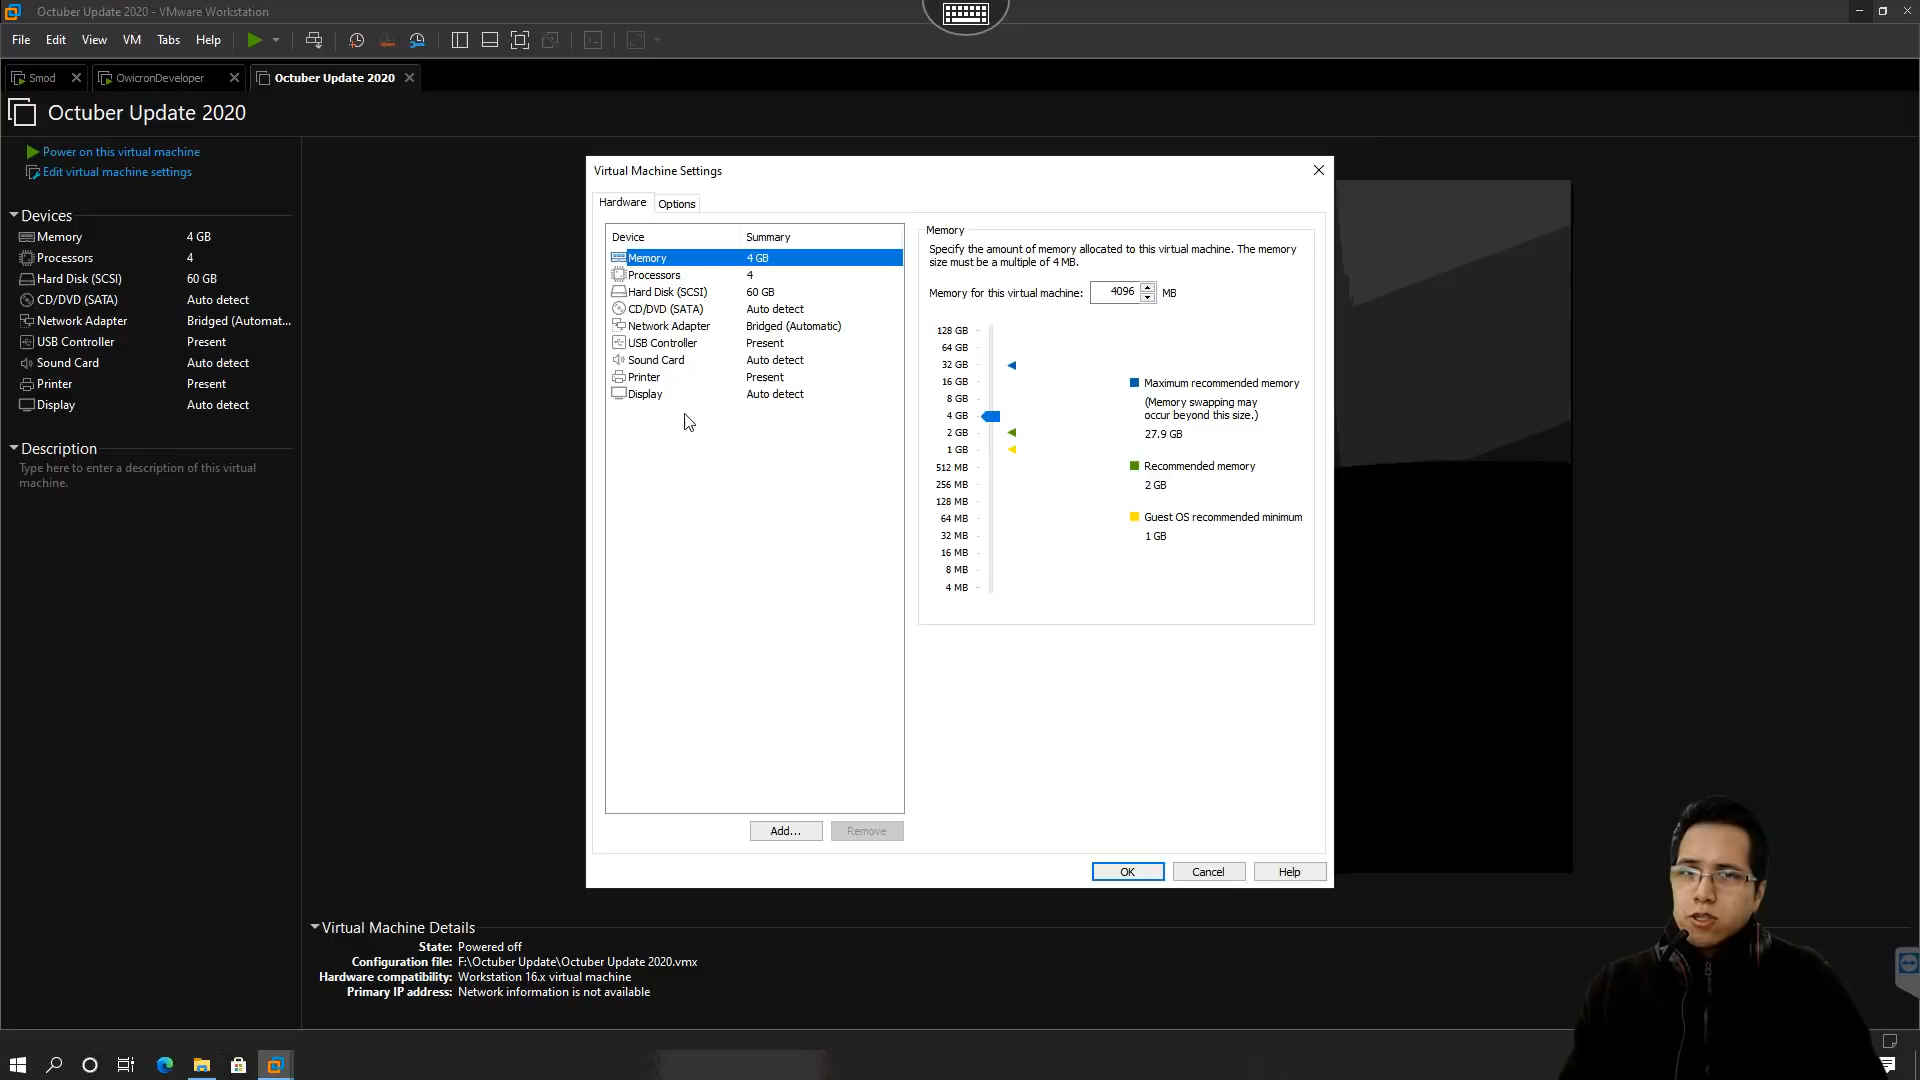 Octuber Update 2020 - VMware Workstation
File Edit View VM Tabs Help
Smod OwicronDeveloper Octuber Update 2020
Octuber Update 2020
Power on this virtual machine
Edit virtual machine settings
Devices
Memory 4 GB
Processors 4
Hard Disk (SCSI) 60 GB
CD/DVD (SATA) Auto detect
Network Adapter Bridged (Automat...
USB Controller Present
Sound Card Auto detect
Printer Present
Display Auto detect
Description
Type here to enter a description of this virtual
machine.
Virtual Machine Settings
Hardware Options
Device Summary
Memory 4 GB
Processors 4
Hard Disk (SCSI) 60 GB
CD/DVD (SATA) Auto detect
Network Adapter Bridged (Automatic)
USB Controller Present
Sound Card Auto detect
Printer Present
Display Auto detect
Add... Remove
Memory
Specify the amount of memory allocated to this virtual machine. The memory
size must be a multiple of 4 MB.
Memory for this virtual machine: 4096 MB
128 GB
64 GB
32 GB
16 GB
8 GB
4 GB
2 GB
1 GB
512 MB
256 MB
128 MB
64 MB
32 MB
16 MB
8 MB
4 MB
Maximum recommended memory
(Memory swapping may
occur beyond this size.)
27.9 GB
Recommended memory
2 GB
Guest OS recommended minimum
1 GB
OK Cancel Help
Virtual Machine Details
State: Powered off
Configuration file: F:\Octuber Update\Octuber Update 2020.vmx
Hardware compatibility: Workstation 16.x virtual machine
Primary IP address: Network information is not available